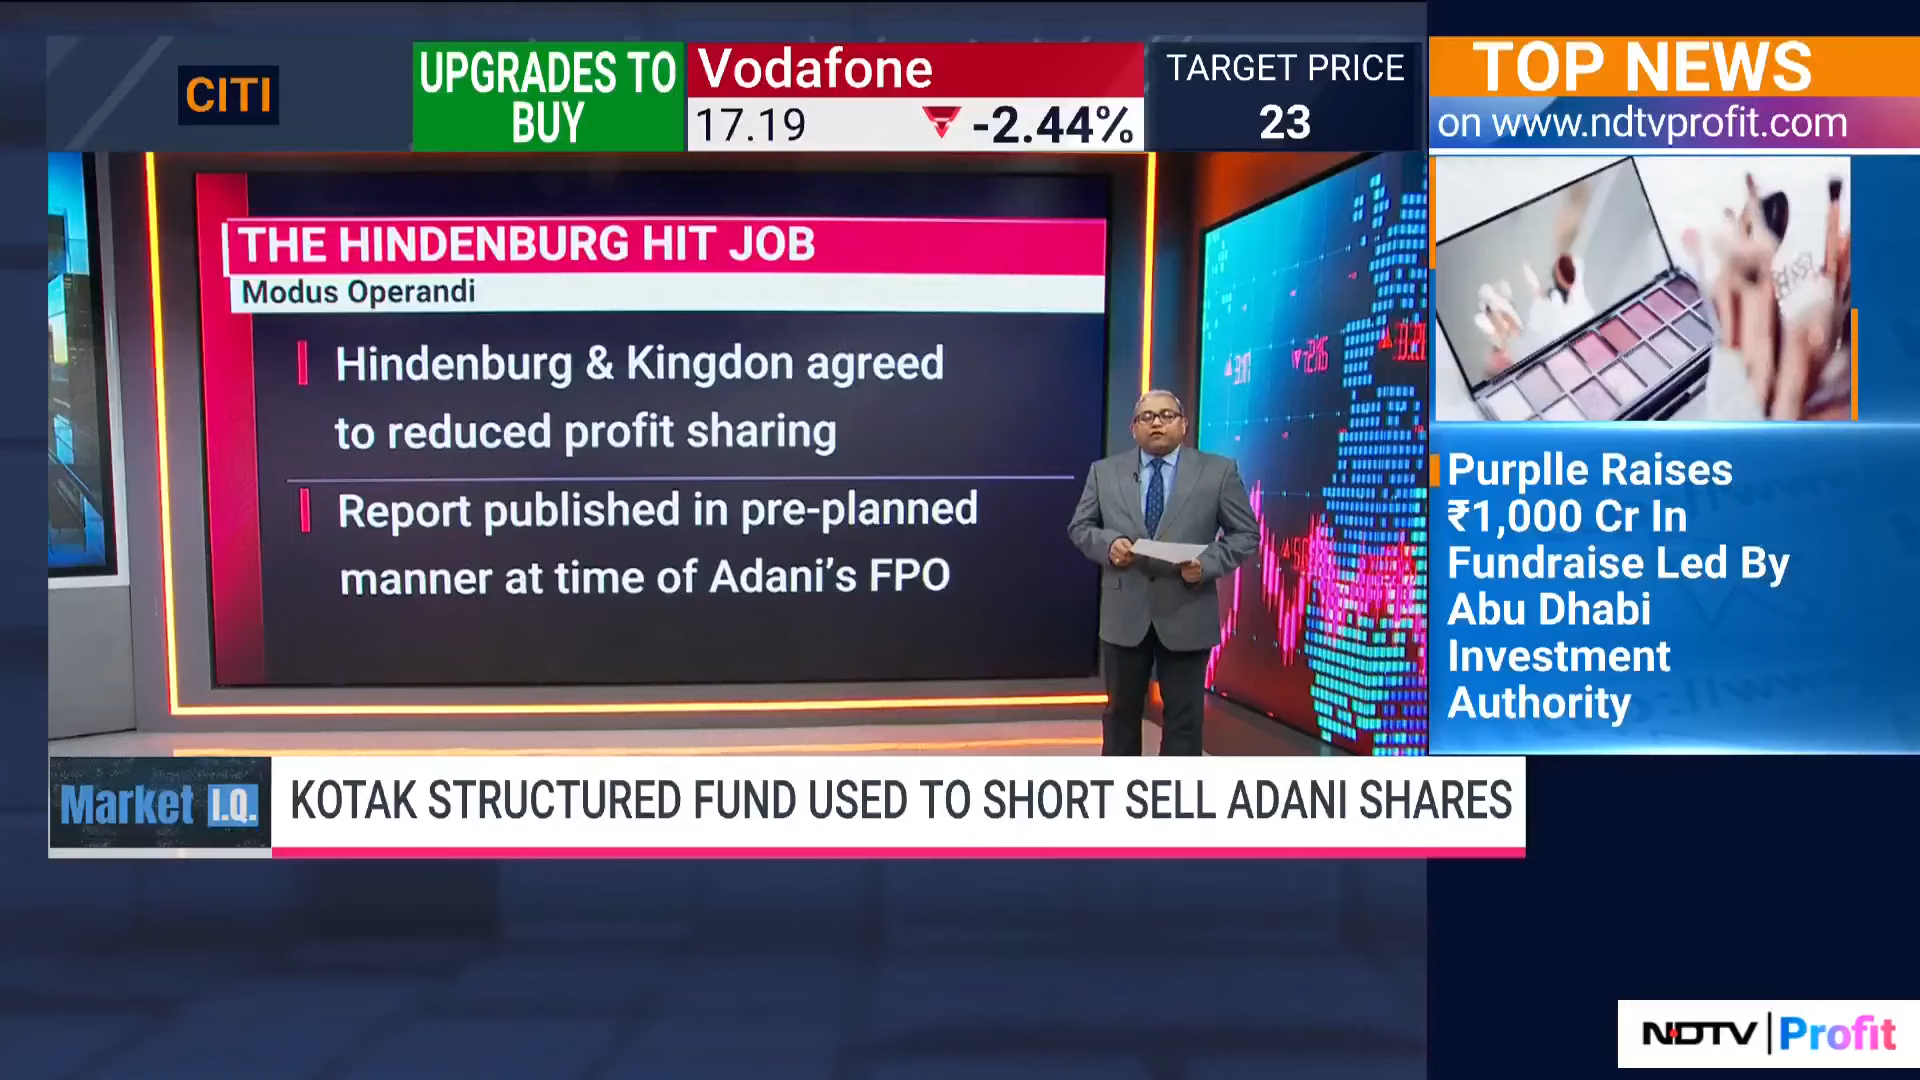 CITI
UPGRADES TO
BUY
Vodafone
17.19
-2.44%
TARGET PRICE
23
TOP NEWS
on www.ndtvprofit.com
THE HINDENBURG HIT JOB
Modus Operandi
Hindenburg & Kingdon agreed
to reduced profit sharing
Report published in pre-planned
manner at time of Adani’s FPO
Purplle Raises
₹1,000 Cr In
Fundraise Led By
Abu Dhabi
Investment
Authority
Market I.Q.
KOTAK STRUCTURED FUND USED TO SHORT SELL ADANI SHARES
NDTV | Profit